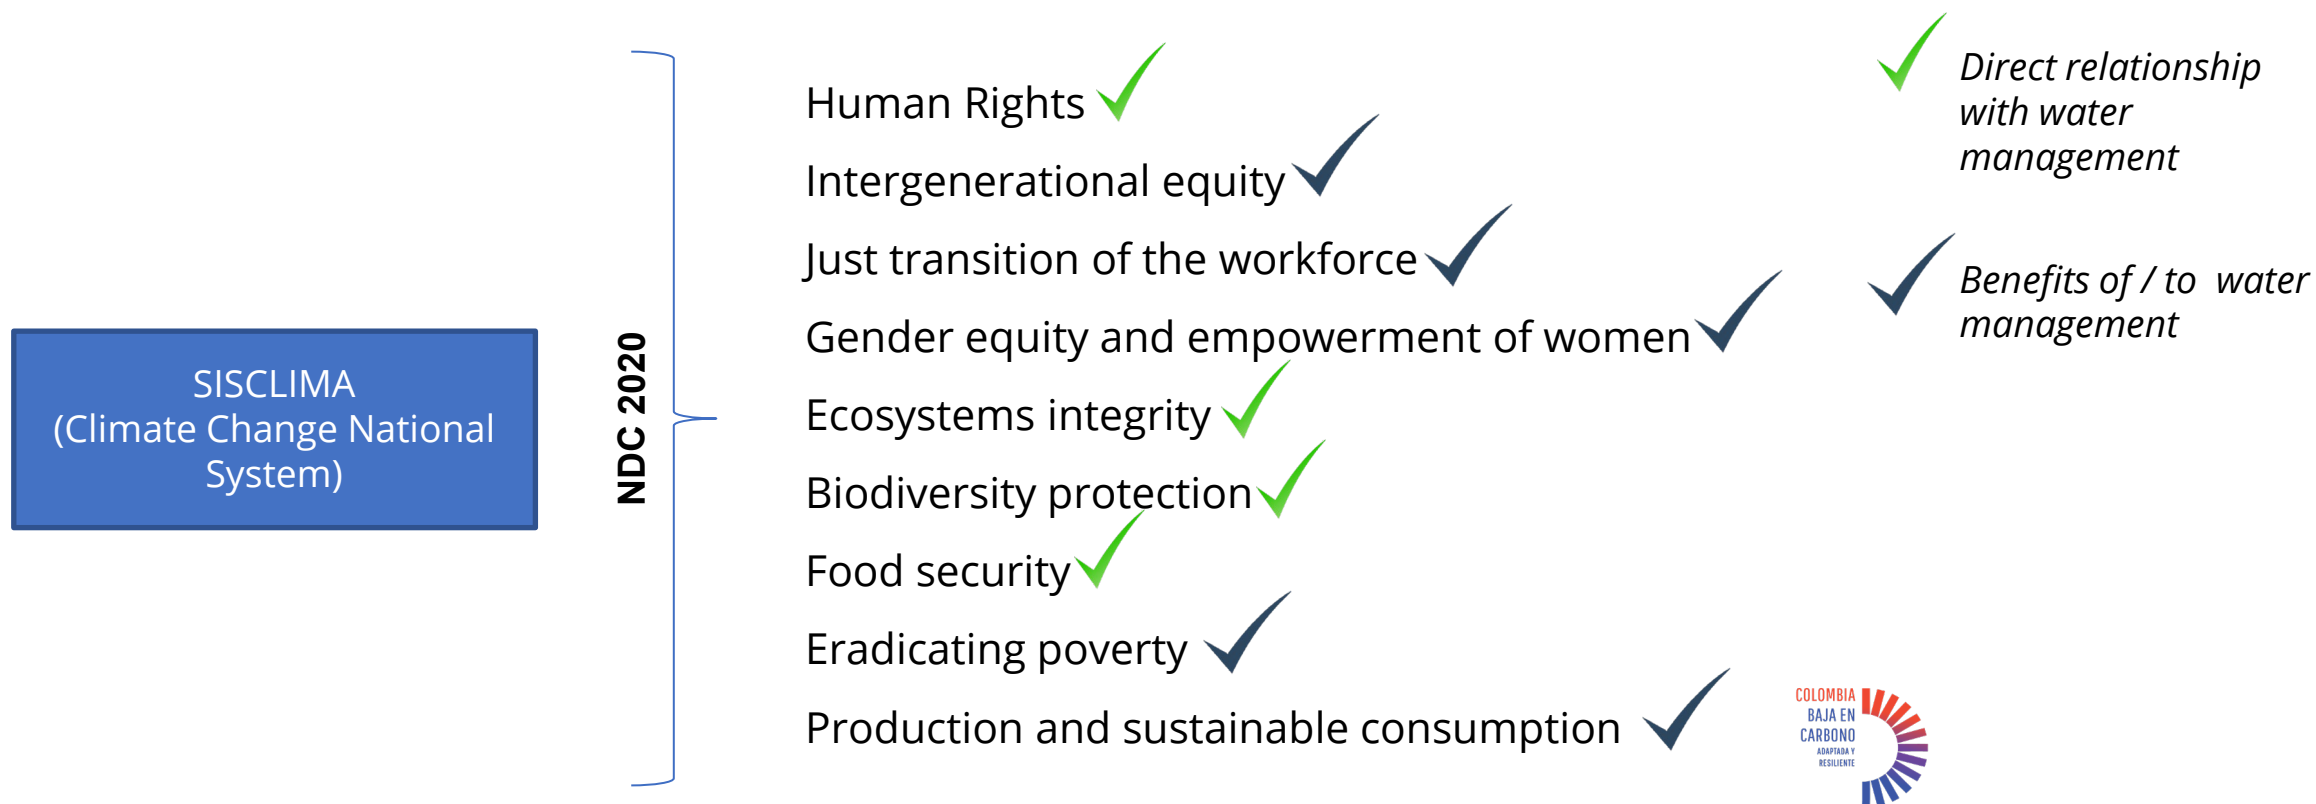 SISCLIMA
(Climate Change National
System)
NDC 2020
Human Rights
Intergenerational equity
Just transition of the workforce
Gender equity and empowerment of women
Ecosystems integrity
Biodiversity protection
Food security
Eradicating poverty
Production and sustainable consumption
Direct relationship
with water
management
Benefits of / to  water
management
COLOMBIA
BAJA EN
CARBONO
ADAPTADA Y
RESILIENTE